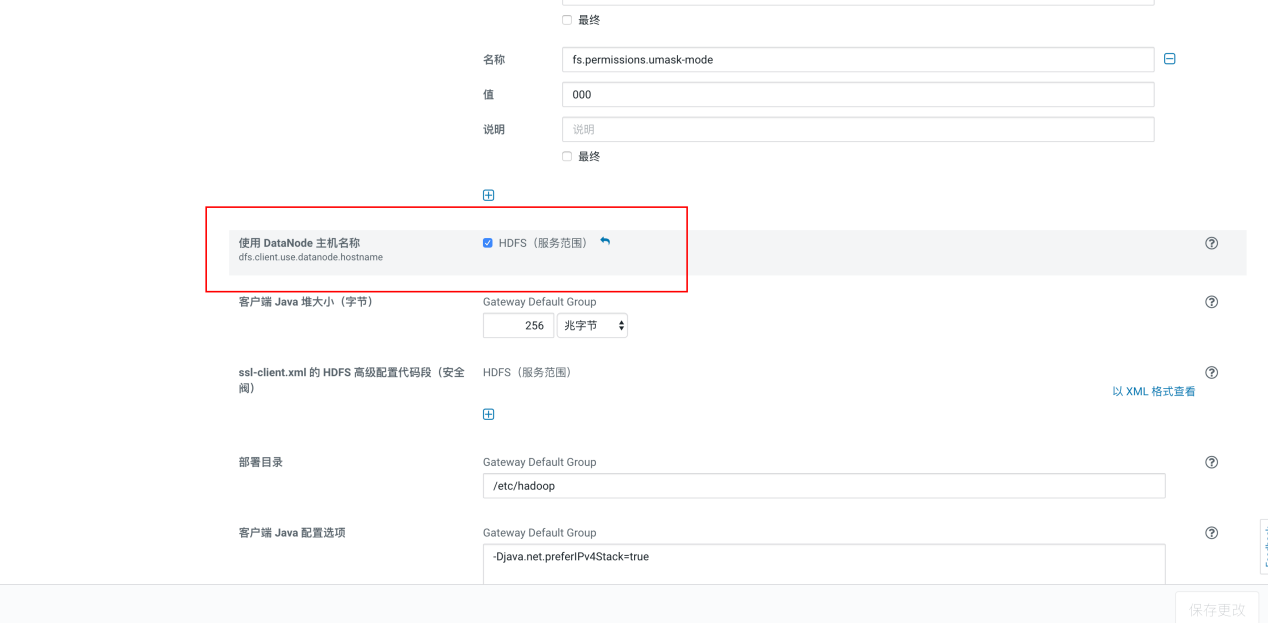 最终
名称
fs.permissions.umask-mode
值
000
说明
说明
最终
使用 DataNode 主机名称
HDFS（服务范围）
dfs.client.use.datanode.hostname
客户端 Java 堆大小（字节）
Gateway Default Group
256
兆字节
ssl-client.xml 的 HDFS 高级配置代码段（安全
阀）
HDFS（服务范围）
以 XML 格式查看
部署目录
Gateway Default Group
/etc/hadoop
客户端 Java 配置选项
Gateway Default Group
-Djava.net.preferIPv4Stack=true
保存更改